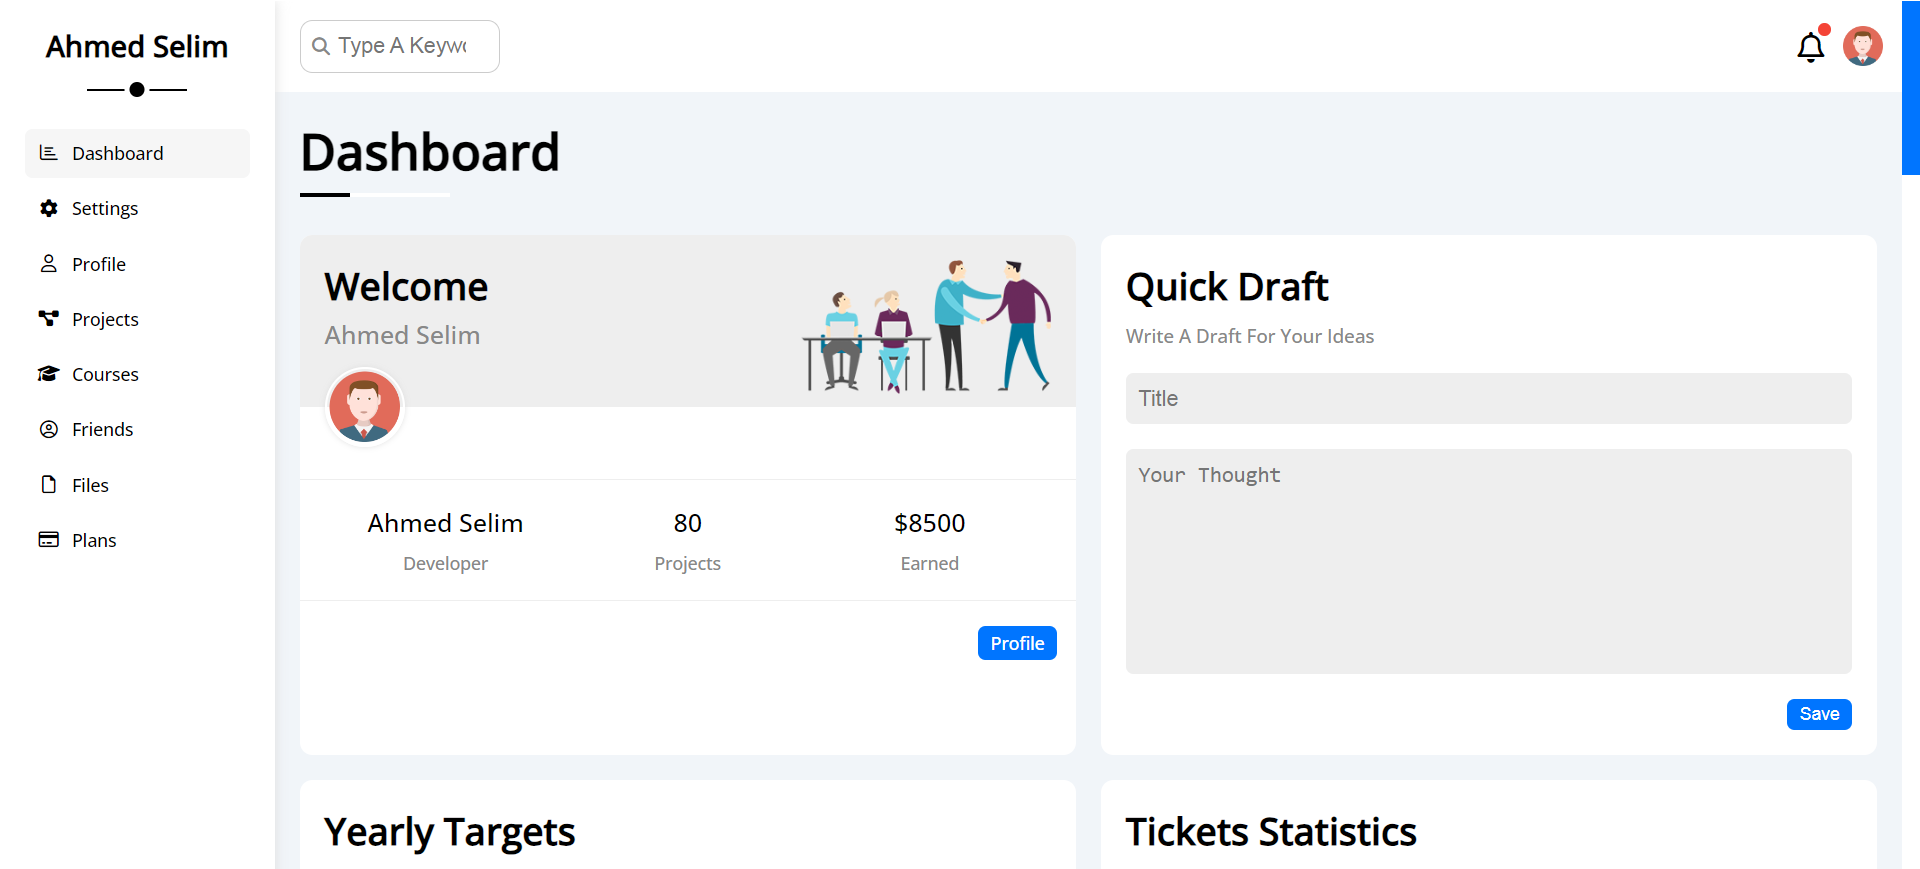 Ahmed Selim
Dashboard
Settings
Profile
Projects
Courses
Friends
Files
Plans
Type A Keywo
Dashboard
Welcome
Ahmed Selim
Ahmed Selim
Developer
80
Projects
$8500
Earned
Profile
Quick Draft
Write A Draft For Your Ideas
Title
Your Thought
Save
Yearly Targets
Tickets Statistics